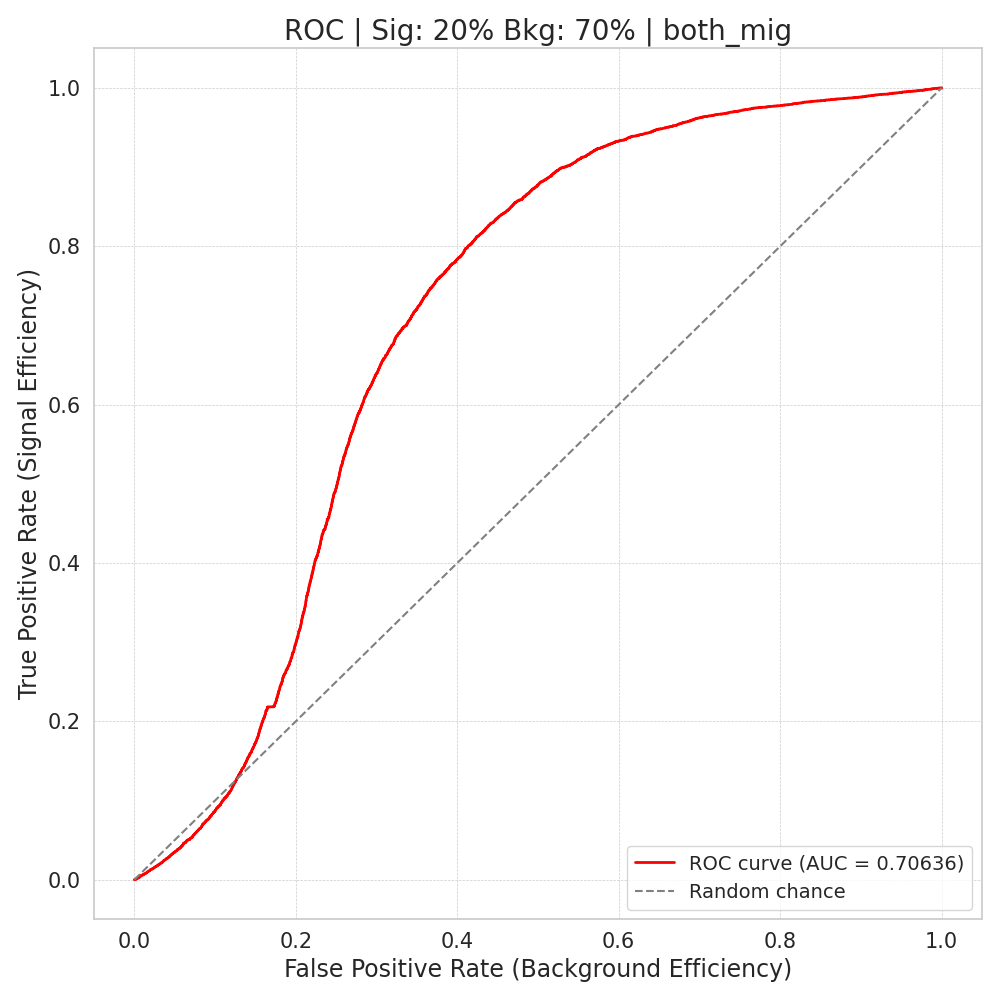 ROC | Sig: 20% Bkg: 70% | both_mig
True Positive Rate (Signal Efficiency)
1.0
0.8
0.6
0.4
0.2
0.0
ROC curve (AUC = 0.70636)
Random chance
0.0 0.2 0.4 0.6 0.8 1.0
False Positive Rate (Background Efficiency)